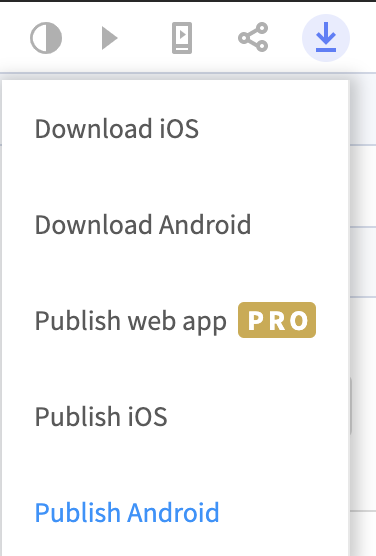 Download iOS
Download Android
Publish web app PRO
Publish iOS
Publish Android